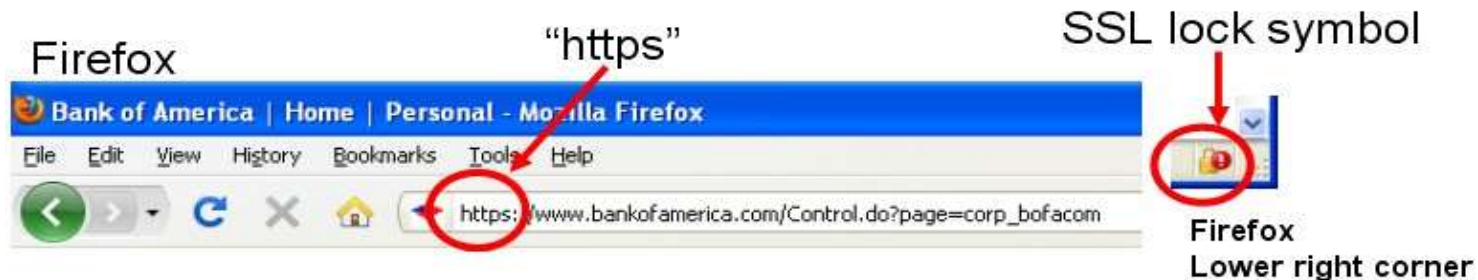 Firefox
“https”
SSL lock symbol
Bank of America | Home | Personal - Mozilla Firefox
File Edit View History Bookmarks Tools Help
https://www.bankofamerica.com/Control.do?page=corp_bofacom
Firefox
Lower right corner